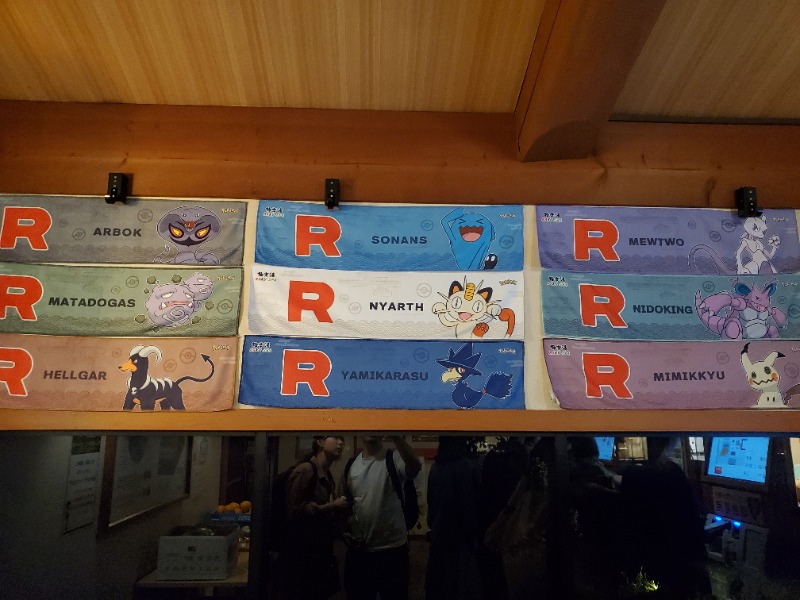 R ARBOK
R SONANS
R MEWTWO
R MATADOGAS
R NYARTH
R NIDOKING
R HELLGAR
R YAMIKARASU
R MIMIKKYU